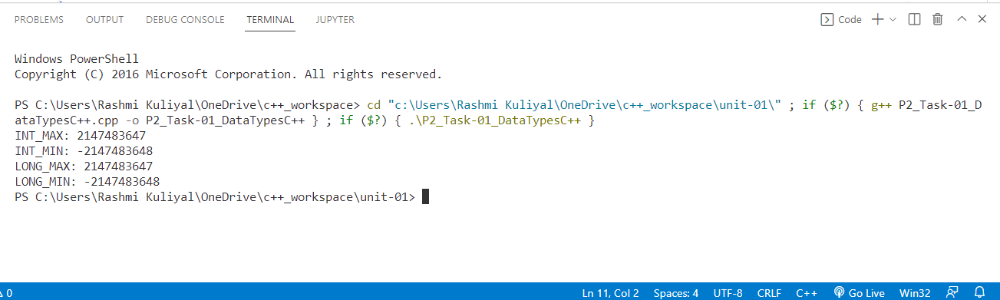 PROBLEMS OUTPUT DEBUG CONSOLE TERMINAL JUPYTER Code
Windows PowerShell
Copyright (C) 2016 Microsoft Corporation. All rights reserved.
PS C:\Users\Rashmi Kuliyal\OneDrive\c++_workspace> cd "c:\Users\Rashmi Kuliyal\OneDrive\c++_workspace\unit-01\" ; if ($?) { g++ P2_Task-01_D
ataTypesC++.cpp -o P2_Task-01_DataTypesC++ } ; if ($?) { .\P2_Task-01_DataTypesC++ }
INT_MAX: 2147483647
INT_MIN: -2147483648
LONG_MAX: 2147483647
LONG_MIN: -2147483648
PS C:\Users\Rashmi Kuliyal\OneDrive\c++_workspace\unit-01>
0 Ln 11, Col 2 Spaces: 4 UTF-8 CRLF C++ Go Live Win32